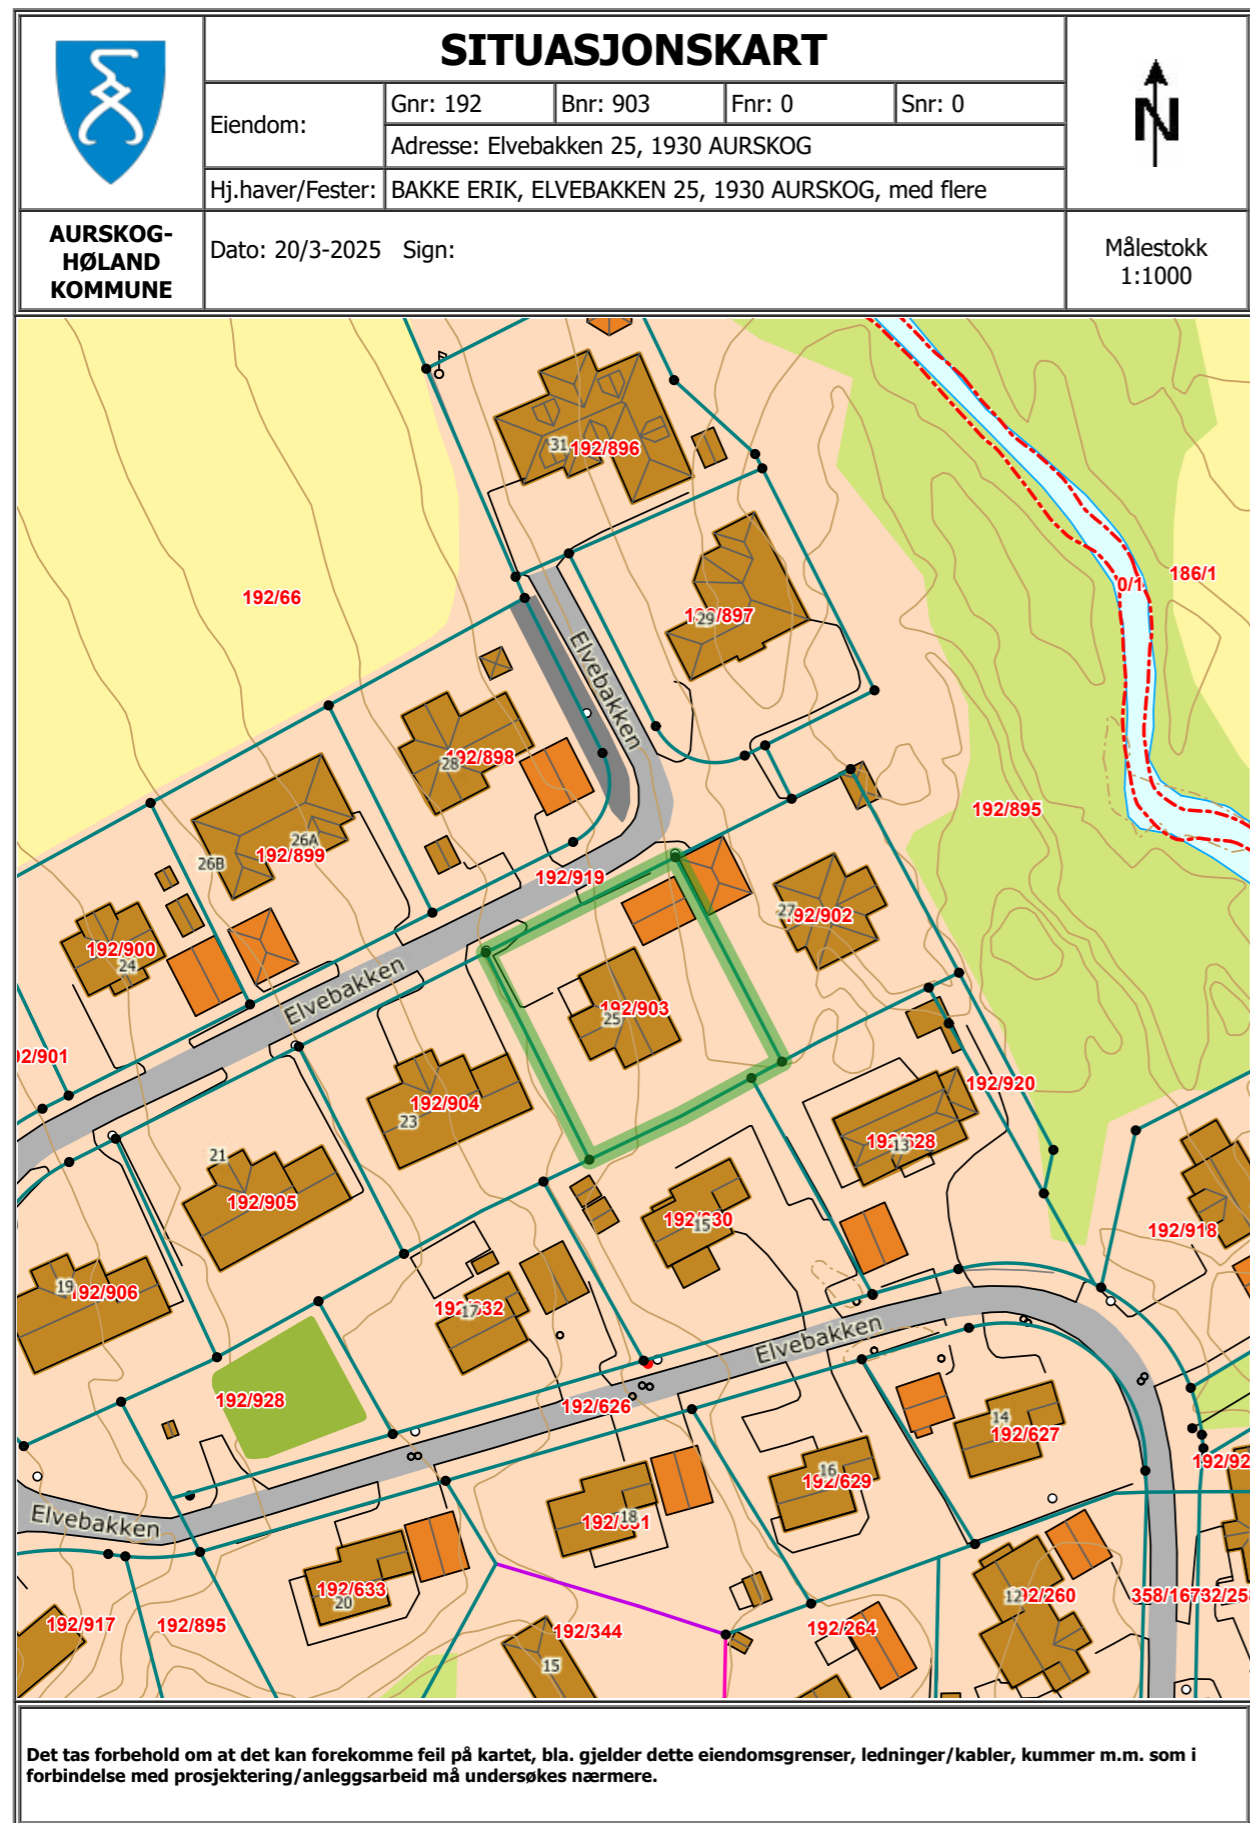 SITUASJONSKART
Eiendom:
Gnr: 192
Bnr: 903
Fnr: 0
Snr: 0
Adresse: Elvebakken 25, 1930 AURSKOG
Hj.haver/Fester:
BAKKE ERIK, ELVEBAKKEN 25, 1930 AURSKOG, med flere
N
AURSKOG-
HØLAND
KOMMUNE
Dato: 20/3-2025 Sign:
Målestokk
1:1000
31
192/896
192/66
0/1
186/1
29
/897
Elvebakken
28
/898
192/895
26A
26B
192/899
192/919
27
/902
192/900
24
Elvebakken
192/903
25
/901
192/904
23
192/920
13
21
192/905
192/918
15
19
192/906
17
Elvebakken
192/928
192/626
14
192/627
16
192/629
Elvebakken
18
192/633
20
12
/260
192/917
192/895
192/344
192/264
15
Det tas forbehold om at det kan forekomme feil på kartet, bla. gjelder dette eiendomsgrenser, ledninger/kabler, kummer m.m. som i
forbindelse med prosjektering/anleggsarbeid må undersøkes nærmere.